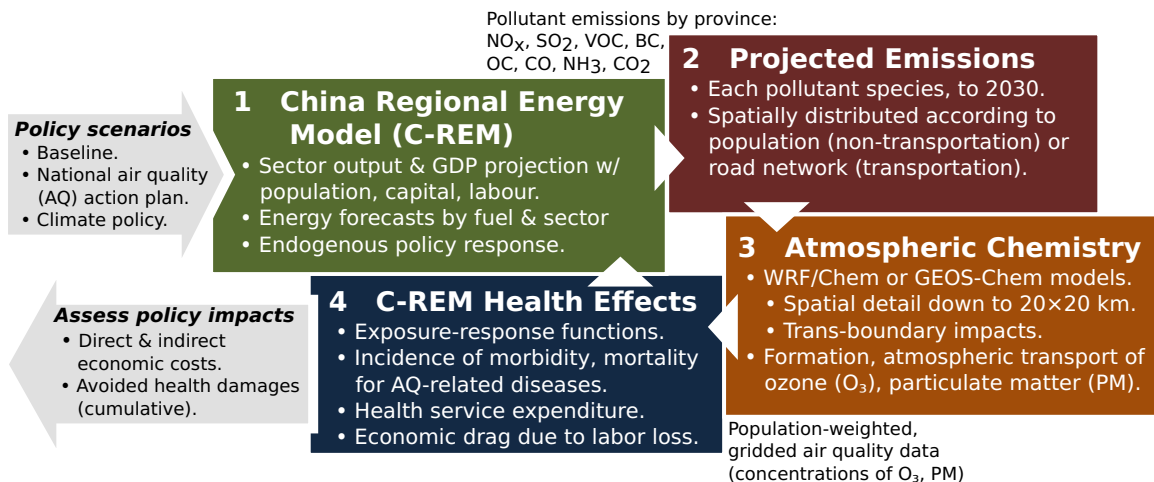 Pollutant emissions by province:
NOₓ, SO₂, VOC, BC,
OC, CO, NH₃, CO₂
Policy scenarios
• Baseline.
• National air quality
(AQ) action plan.
• Climate policy.
1 China Regional Energy
Model (C-REM)
• Sector output & GDP projection w/
population, capital, labour.
• Energy forecasts by fuel & sector
• Endogenous policy response.
2 Projected Emissions
• Each pollutant species, to 2030.
• Spatially distributed according to
population (non-transportation) or
road network (transportation).
3 Atmospheric Chemistry
• WRF/Chem or GEOS-Chem models.
• Spatial detail down to 20×20 km.
• Trans-boundary impacts.
• Formation, atmospheric transport of
ozone (O₃), particulate matter (PM).
Population-weighted,
gridded air quality data
(concentrations of O₃, PM)
4 C-REM Health Effects
• Exposure-response functions.
• Incidence of morbidity, mortality
for AQ-related diseases.
• Health service expenditure.
• Economic drag due to labor loss.
Assess policy impacts
• Direct & indirect
economic costs.
• Avoided health damages
(cumulative).